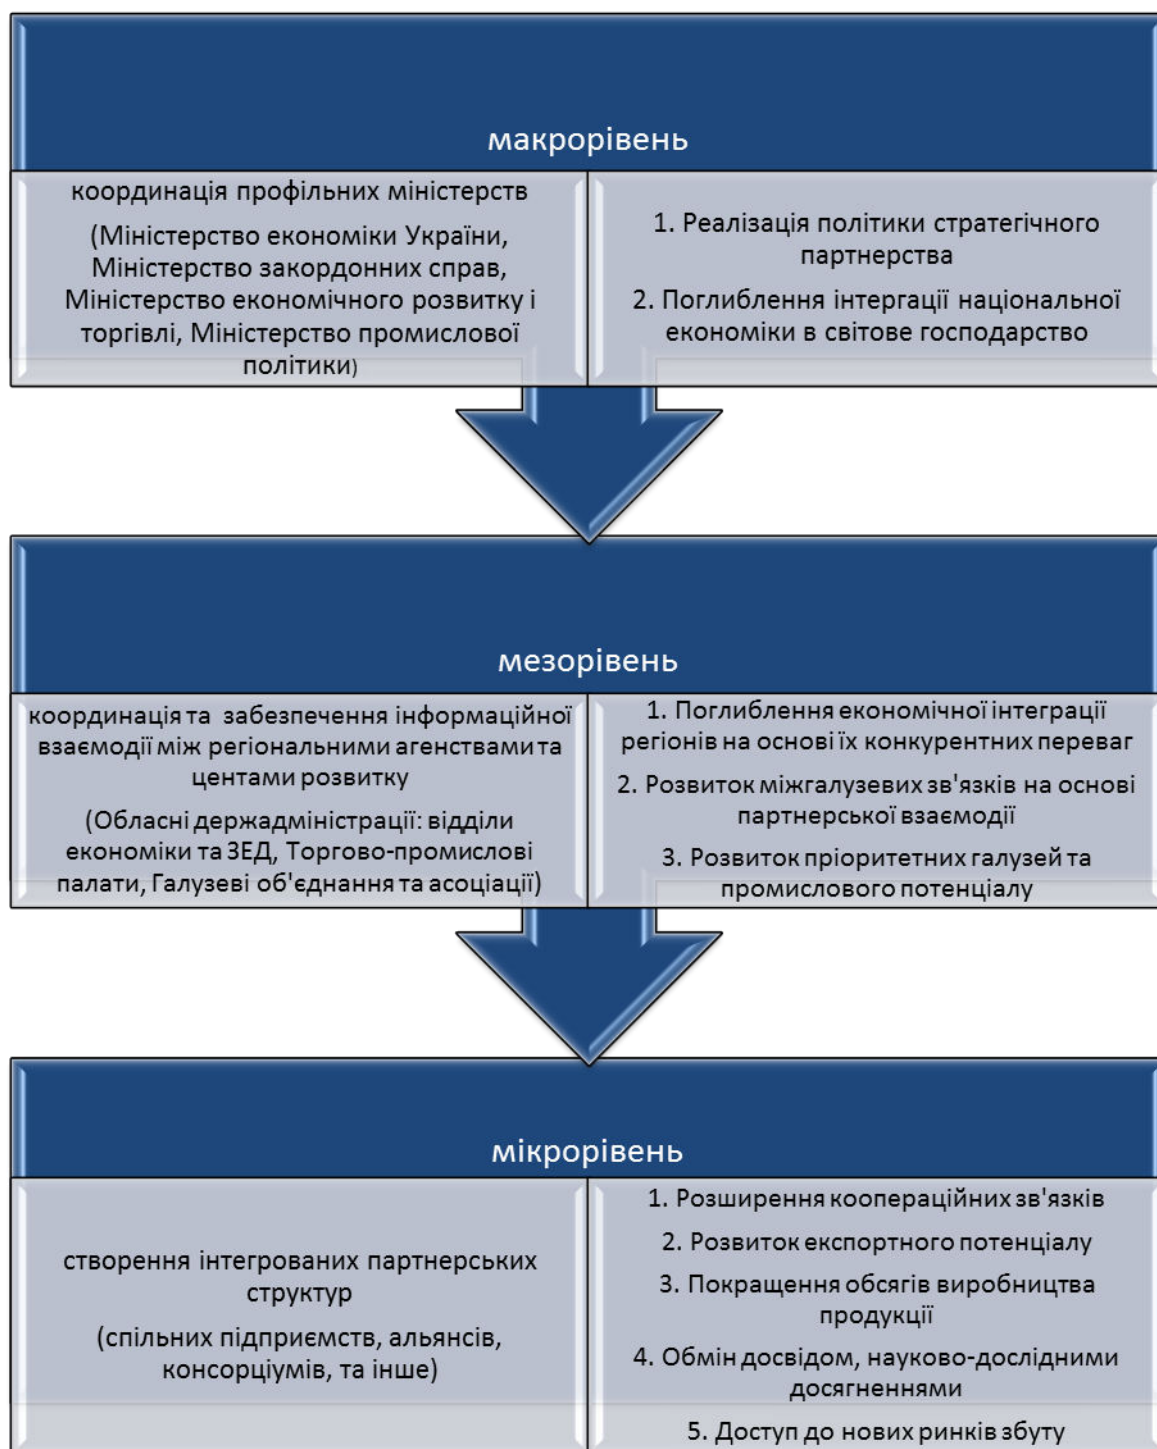 макрорівень
координація профільних міністерств
(Міністерство економіки України,
Міністерство закордонних справ,
Міністерство економічного розвитку і
торгівлі, Міністерство промислової
політики)
1. Реалізація політики стратегічного
партнерства
2. Поглиблення інтергації національної
економіки в світове господарство
мезорівень
координація та забезпечення інформаційної
взаємодії між регіональними агенствами та
центами розвитку
(Обласні держадміністрації: відділи
економіки та ЗЕД, Торгово-промислові
палати, Галузеві об'єднання та асоціації)
1. Поглиблення економічної інтеграції
регіонів на основі їх конкурентних переваг
2. Розвиток міжгалузевих зв'язків на основі
партнерської взаємодії
3. Розвиток пріоритетних галузей та
промислового потенціалу
мікрорівень
створення інтегрованих партнерських
структур
(спільних підприємств, альянсів,
консорціумів, та інше)
1. Розширення коопераційних зв'язків
2. Розвиток експортного потенціалу
3. Покращення обсягів виробництва
продукції
4. Обмін досвідом, науково-дослідними
досягненнями
5. Доступ до нових ринків збуту